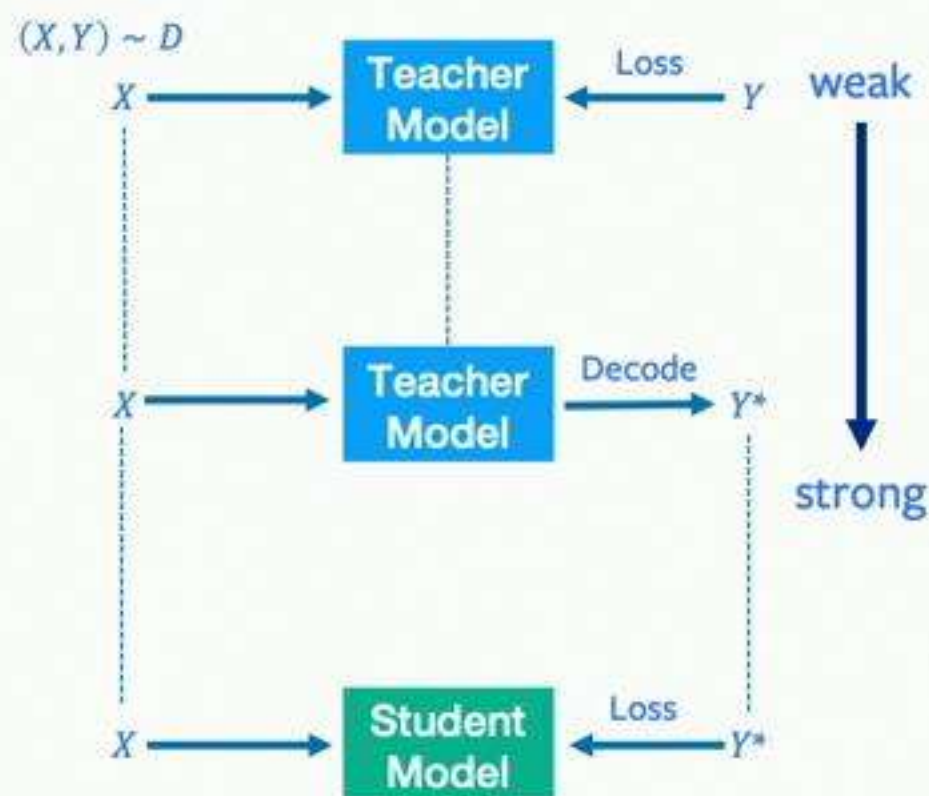 (X,Y) ~ D
X
Teacher
Model
Loss
Y
weak
X
Teacher
Model
Decode
Y*
strong
X
Student
Model
Loss
Y*